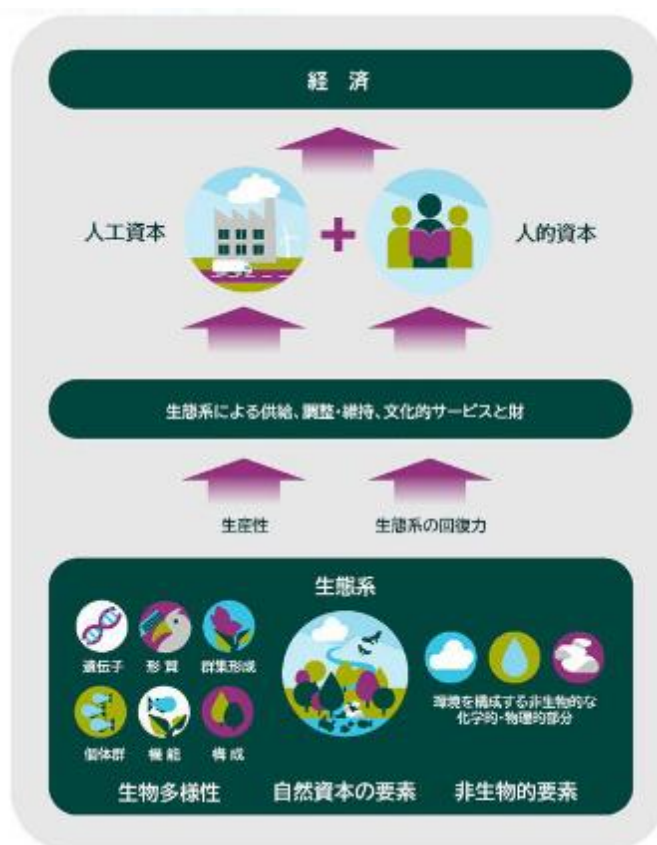 経 済
人工資本
人的資本
生態系による供給、調整・維持、文化的サービスと財
生産性
生態系の回復力
生態系
遺伝子
形 質
群集形成
個体群
機 能
構 成
環境を構成する非生物的な
化学的・物理的部分
生物多様性
自然資本の要素
非生物的要素